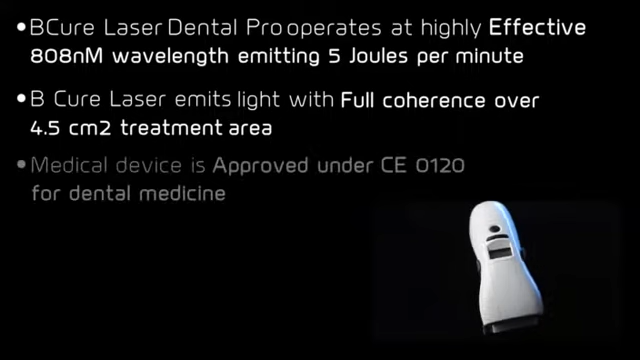 • BCure Laser Dental Pro operates at highly Effective
808nM wavelength emitting 5 Joules per minute
• B Cure Laser emits light with Full coherence over
4.5 cm2 treatment area
• Medical device is Approved under CE 0120
for dental medicine